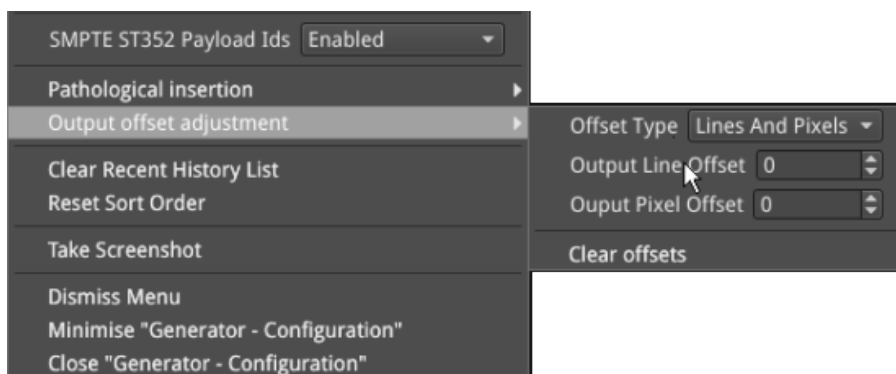 SMPTE ST352 Payload Ids Enabled
Pathological insertion
Output offset adjustment
Clear Recent History List
Reset Sort Order
Take Screenshot
Dismiss Menu
Minimise "Generator - Configuration"
Close "Generator - Configuration"
Offset Type Lines And Pixels
Output Line Offset 0
Ouput Pixel Offset 0
Clear offsets